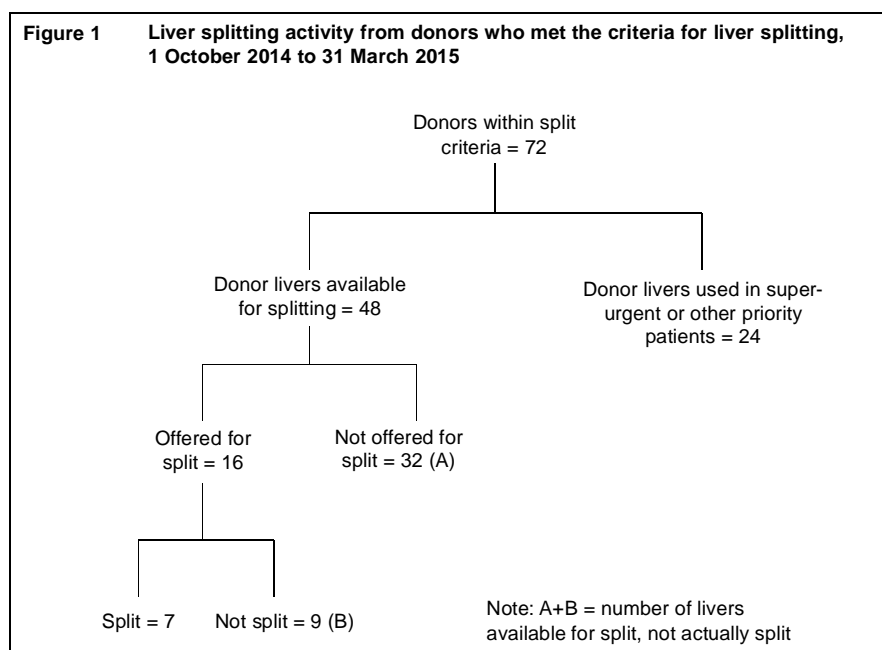 Figure 1 Liver splitting activity from donors who met the criteria for liver splitting,
1 October 2014 to 31 March 2015
Donors within split
criteria = 72
Donor livers available
for splitting = 48
Donor livers used in super-
urgent or other priority
patients = 24
Offered for
split = 16
Not offered for
split = 32 (A)
Split = 7
Not split = 9 (B)
Note: A+B = number of livers
available for split, not actually split